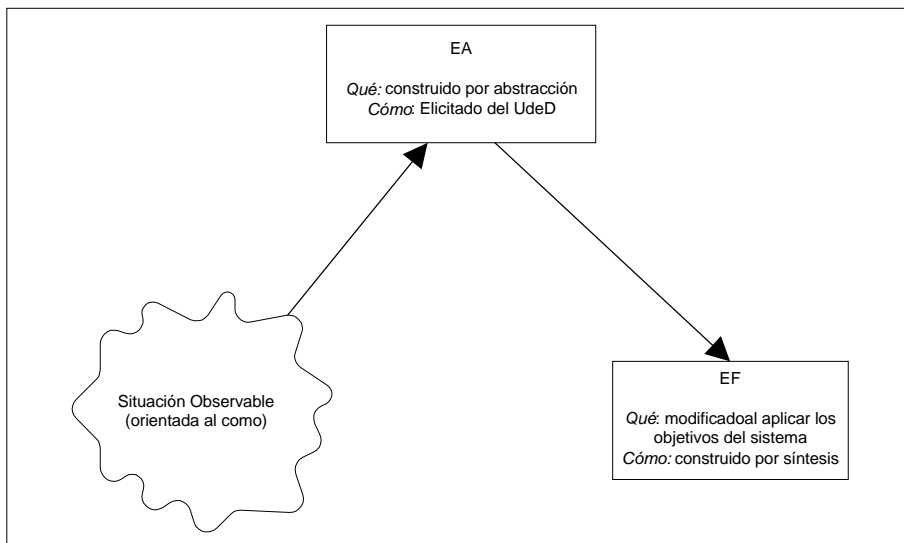 EA
Qué: construido por abstracción
Cómo: Elicitado del UdeD
Situación Observable
(orientada al como)
EF
Qué: modificadoal aplicar los
objetivos del sistema
Cómo: construido por síntesis